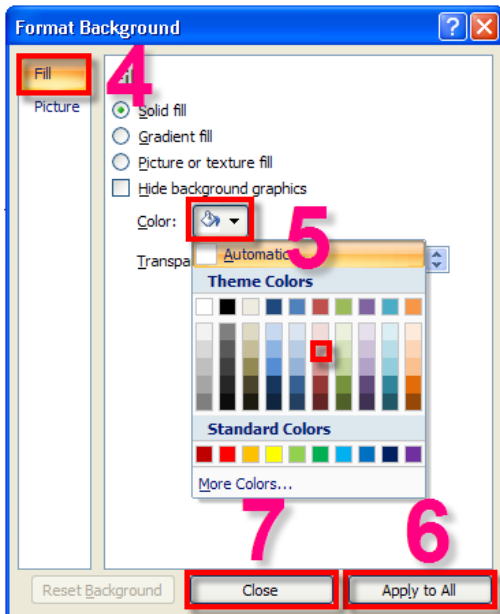 Format Background
?
X
Fill
4
Fill
Picture
Solid fill
Gradient fill
Picture or texture fill
Hide background graphics
Color:
5
Automatic
Theme Colors
Standard Colors
More Colors...
7
6
Reset Background
Close
Apply to All